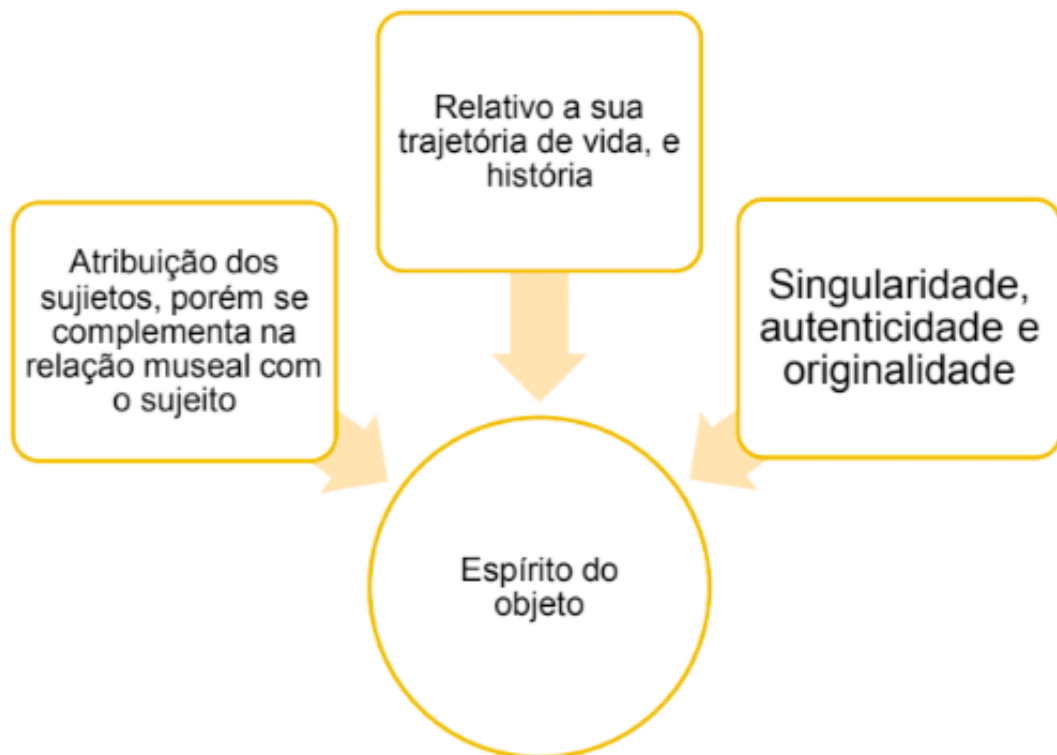 Relativo a sua
trajetória de vida, e
história
Atribuição dos
sujietos, porém se
complementa na
relação museal com
o sujeito
Singularidade,
autenticidade e
originalidade
Espírito do
objeto